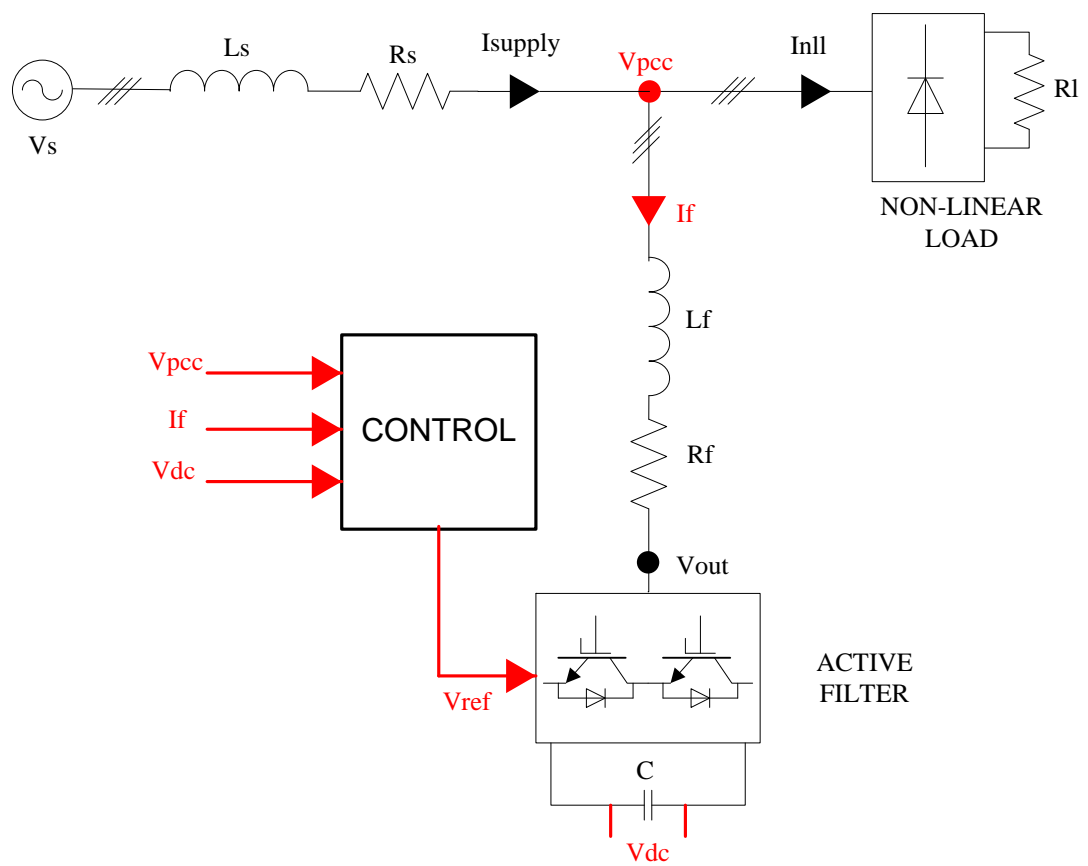 Ls
Rs
Isupply
Vpcc
Inll
Rl
Vs
NON-LINEAR
LOAD
If
Lf
Vpcc
If
Vdc
CONTROL
Rf
Vout
Vref
ACTIVE
FILTER
C
Vdc